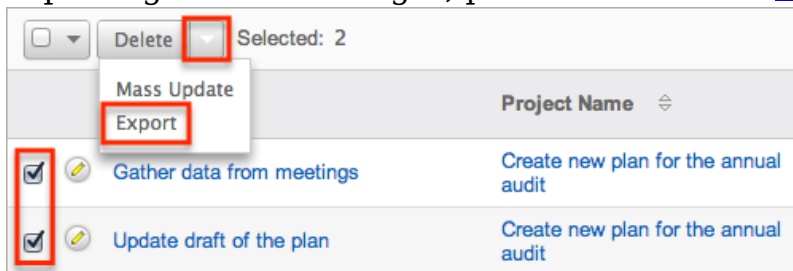 Delete Selected: 2
Mass Update
Export
Project Name
Gather data from meetings
Create new plan for the annual
audit
Update draft of the plan
Create new plan for the annual
audit